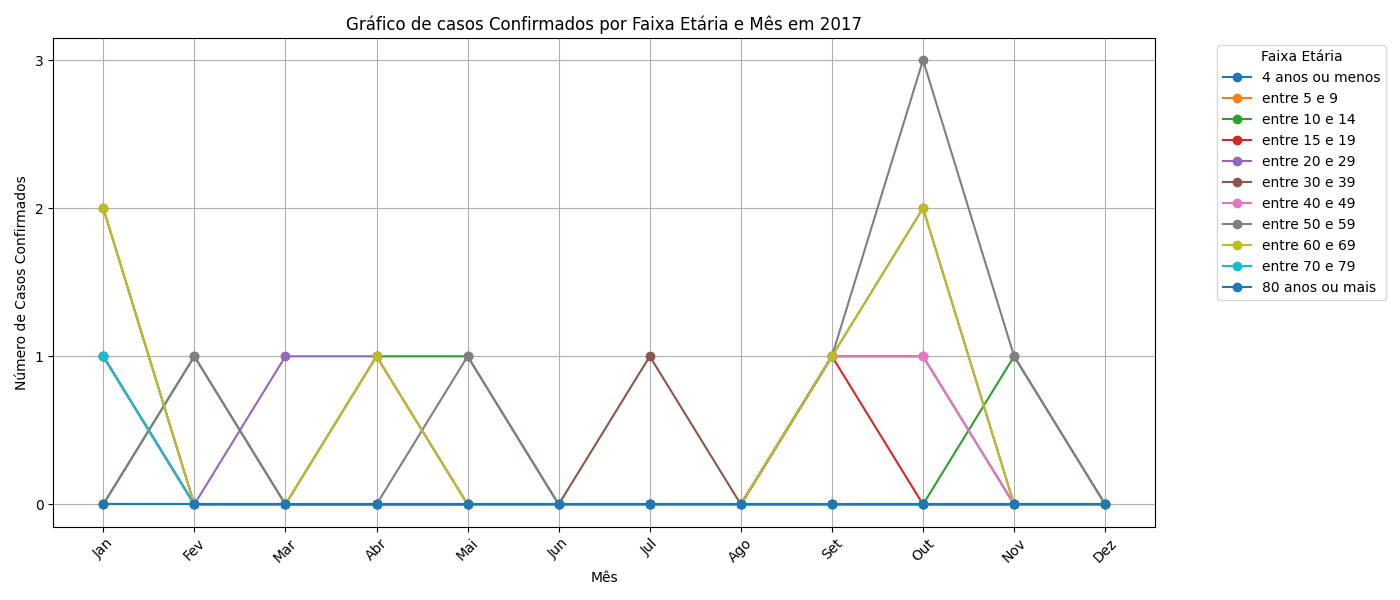 Gráfico de casos Confirmados por Faixa Etária e Mês em 2017
Número de Casos Confirmados
3
2
1
0
Jan
Fev
Mar
Abr
Mai
Jun
Jul
Ago
Set
Out
Nov
Dez
Mês
Faixa Etária
4 anos ou menos
entre 5 e 9
entre 10 e 14
entre 15 e 19
entre 20 e 29
entre 30 e 39
entre 40 e 49
entre 50 e 59
entre 60 e 69
entre 70 e 79
80 anos ou mais